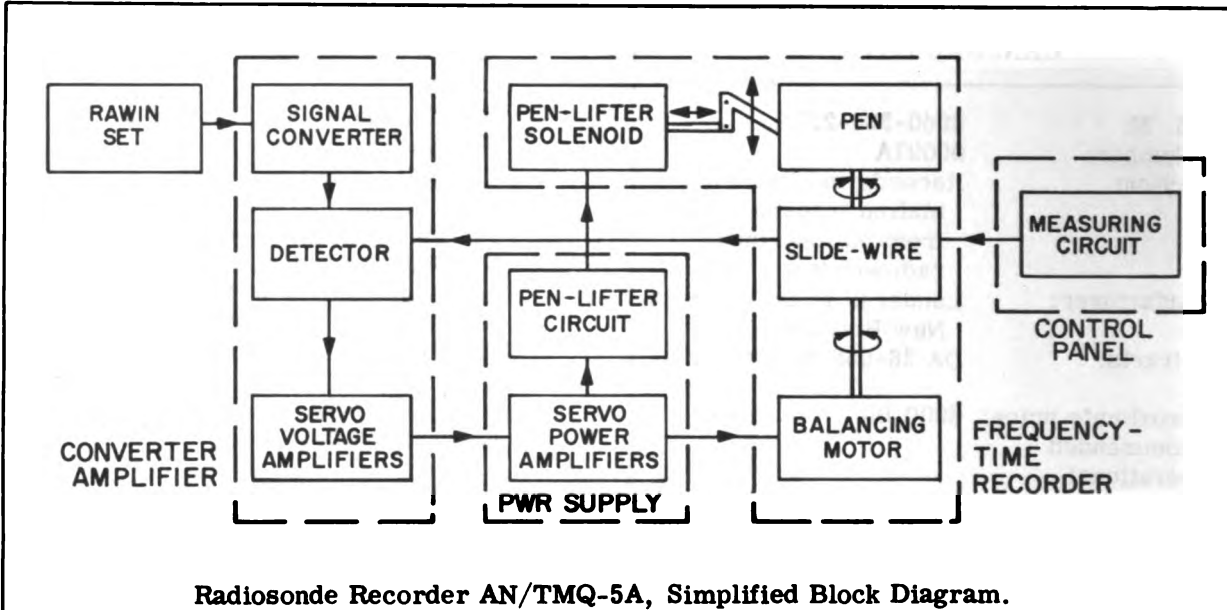 RAWIN
SET
SIGNAL
CONVERTER
PEN-LIFTER
SOLENOID
PEN
DETECTOR
SLIDE-WIRE
MEASURING
CIRCUIT
CONTROL
PANEL
PEN-LIFTER
CIRCUIT
SERVO
VOLTAGE
AMPLIFIERS
SERVO
POWER
AMPLIFIERS
BALANCING
MOTOR
CONVERTER
AMPLIFIER
PWR SUPPLY
FREQUENCY-
TIME
RECORDER
Radiosonde Recorder AN/TMQ-5A, Simplified Block Diagram.